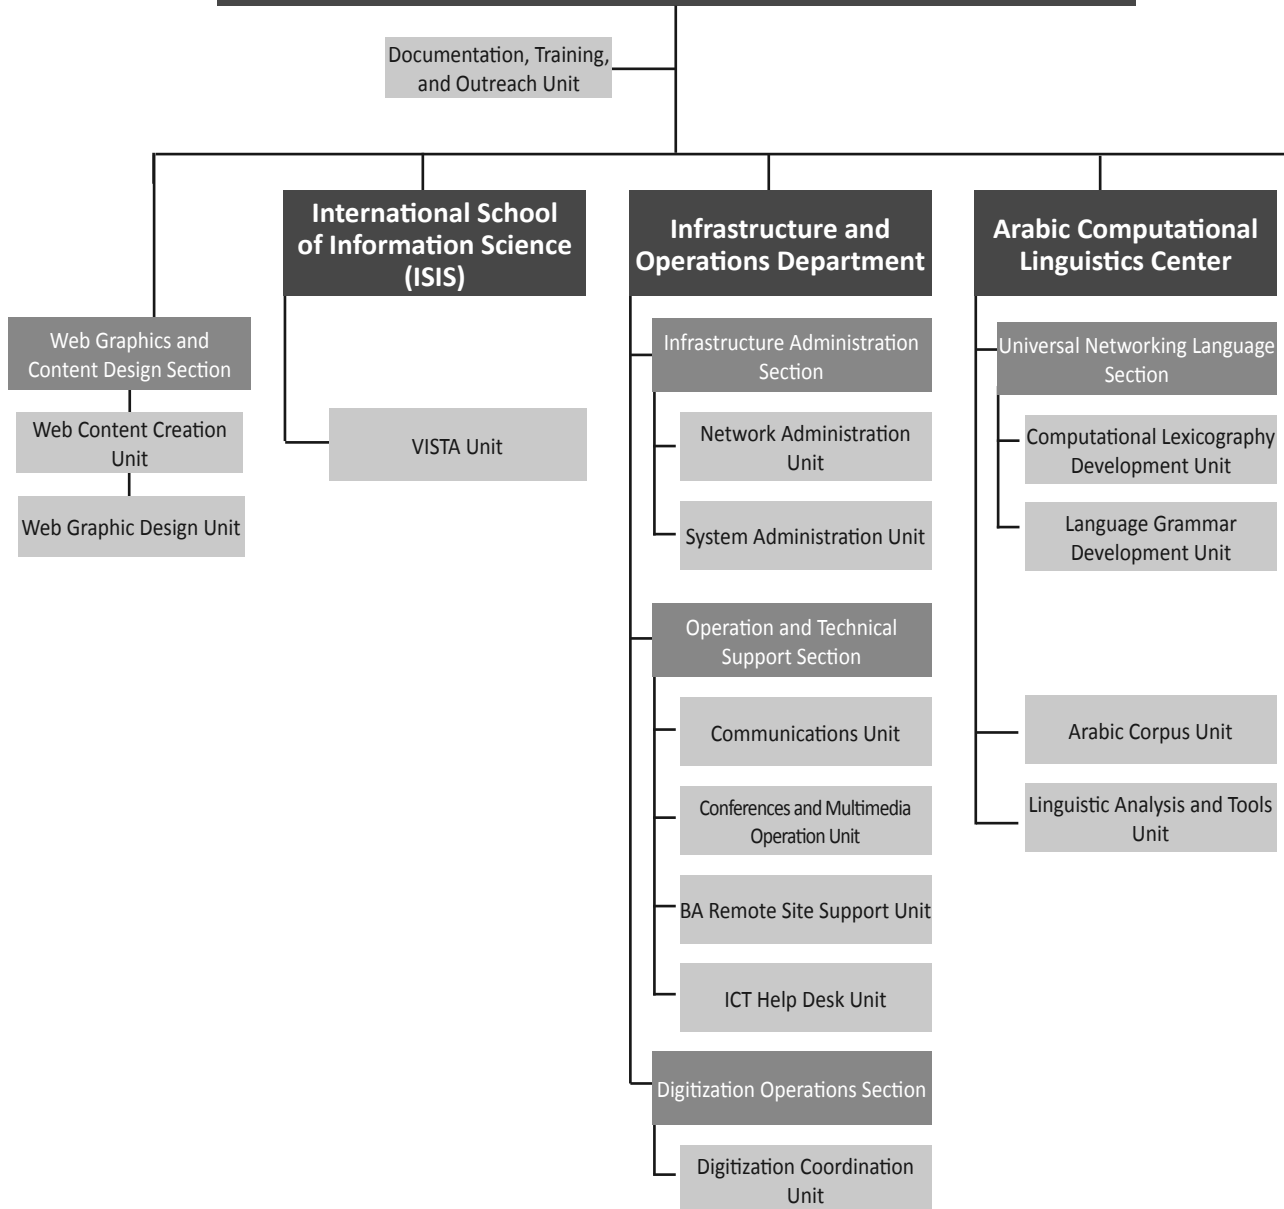 Documentation, Training,
and Outreach Unit
International School
of Information Science
(ISIS)
Infrastructure and
Operations Department
Arabic Computational
Linguistics Center
Web Graphics and
Content Design Section
Web Content Creation
Unit
Web Graphic Design Unit
VISTA Unit
Infrastructure Administration
Section
Network Administration
Unit
System Administration Unit
Operation and Technical
Support Section
Communications Unit
Conferences and Multimedia
Operation Unit
BA Remote Site Support Unit
ICT Help Desk Unit
Digitization Operations Section
Digitization Coordination
Unit
Universal Networking Language
Section
Computational Lexicography
Development Unit
Language Grammar
Development Unit
Arabic Corpus Unit
Linguistic Analysis and Tools
Unit